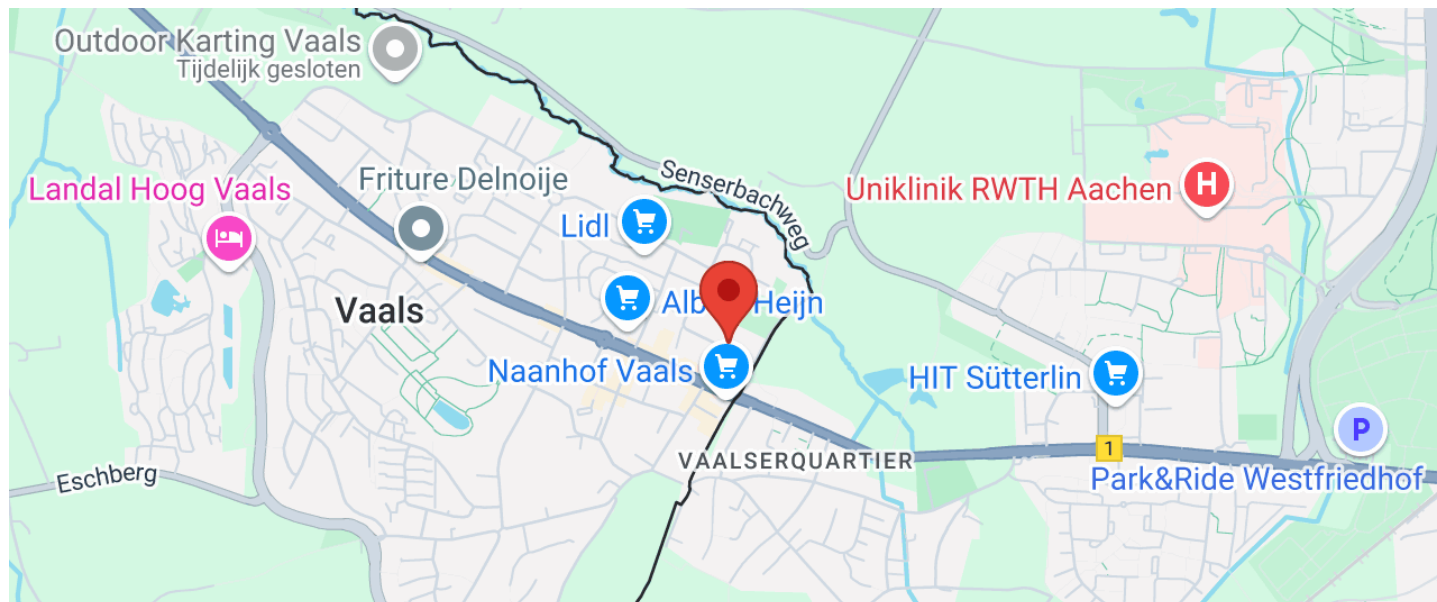 Outdoor Karting Vaals
Tijdelijk gesloten
Senserbachweg
Friture Delnoije
Landal Hoog Vaals
Uniklinik RWTH Aachen
H
Lidl
Vaals
Heijn
Naanhof Vaals
HIT Sütterlin
P
1
VAALSERQUARTIER
Eschberg
Park&Ride Westfriedhof